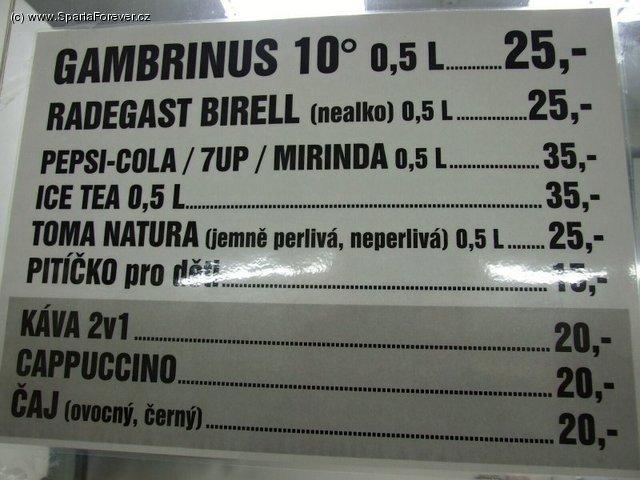 (c) www.SpartaForever.cz
GAMBRINUS 10° 0,5 L.......... 25,-
RADEGAST BIRELL (nealko) 0,5 L ............ 25,-
PEPSI-COLA / 7UP / MIRINDA 0,5 L ............... 35,-
ICE TEA 0,5 L............................................................ 35,-
TOMA NATURA (jemně perlivá, neperlivá) 0,5 L ....... 25,-
PITÍČKO pro děti ....................................................... 15,-
KÁVA 2v1 ................................................................. 20,-
CAPPUCCINO........................................................... 20,-
ČAJ (ovocný, černý) .................................................. 20,-